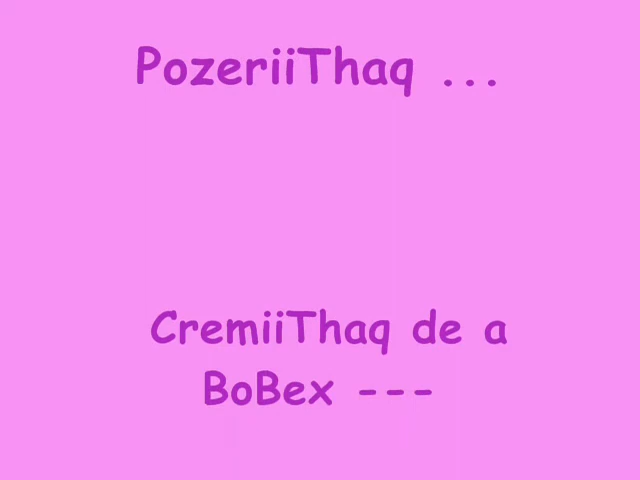 PozeriiThaq ...
CremiiThaq de a
BoBex ---